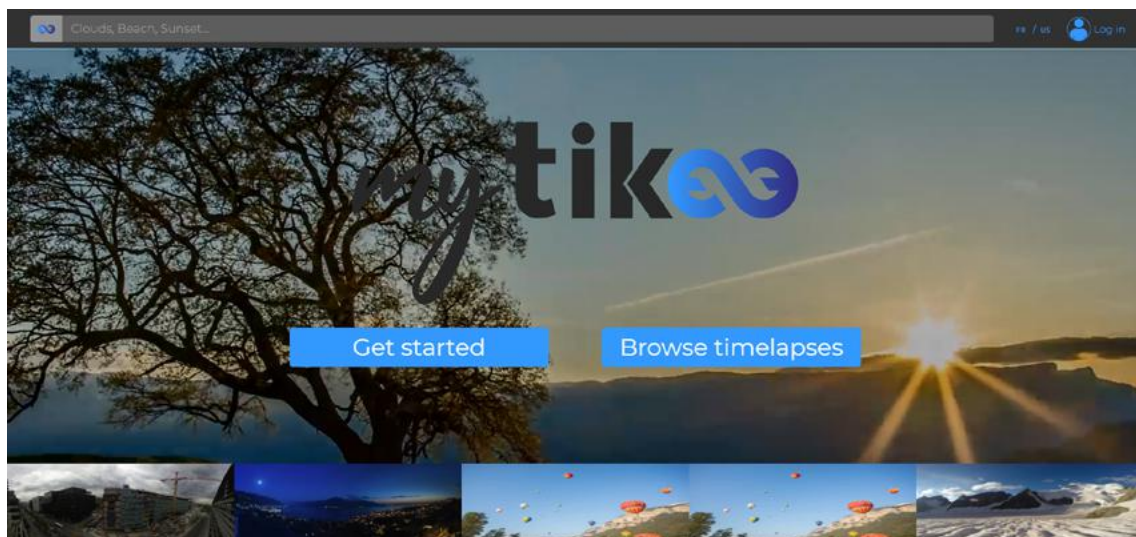 Clouds, Beach, Sunset...
FR / US
Log in
mytikee
Get started
Browse timelapses